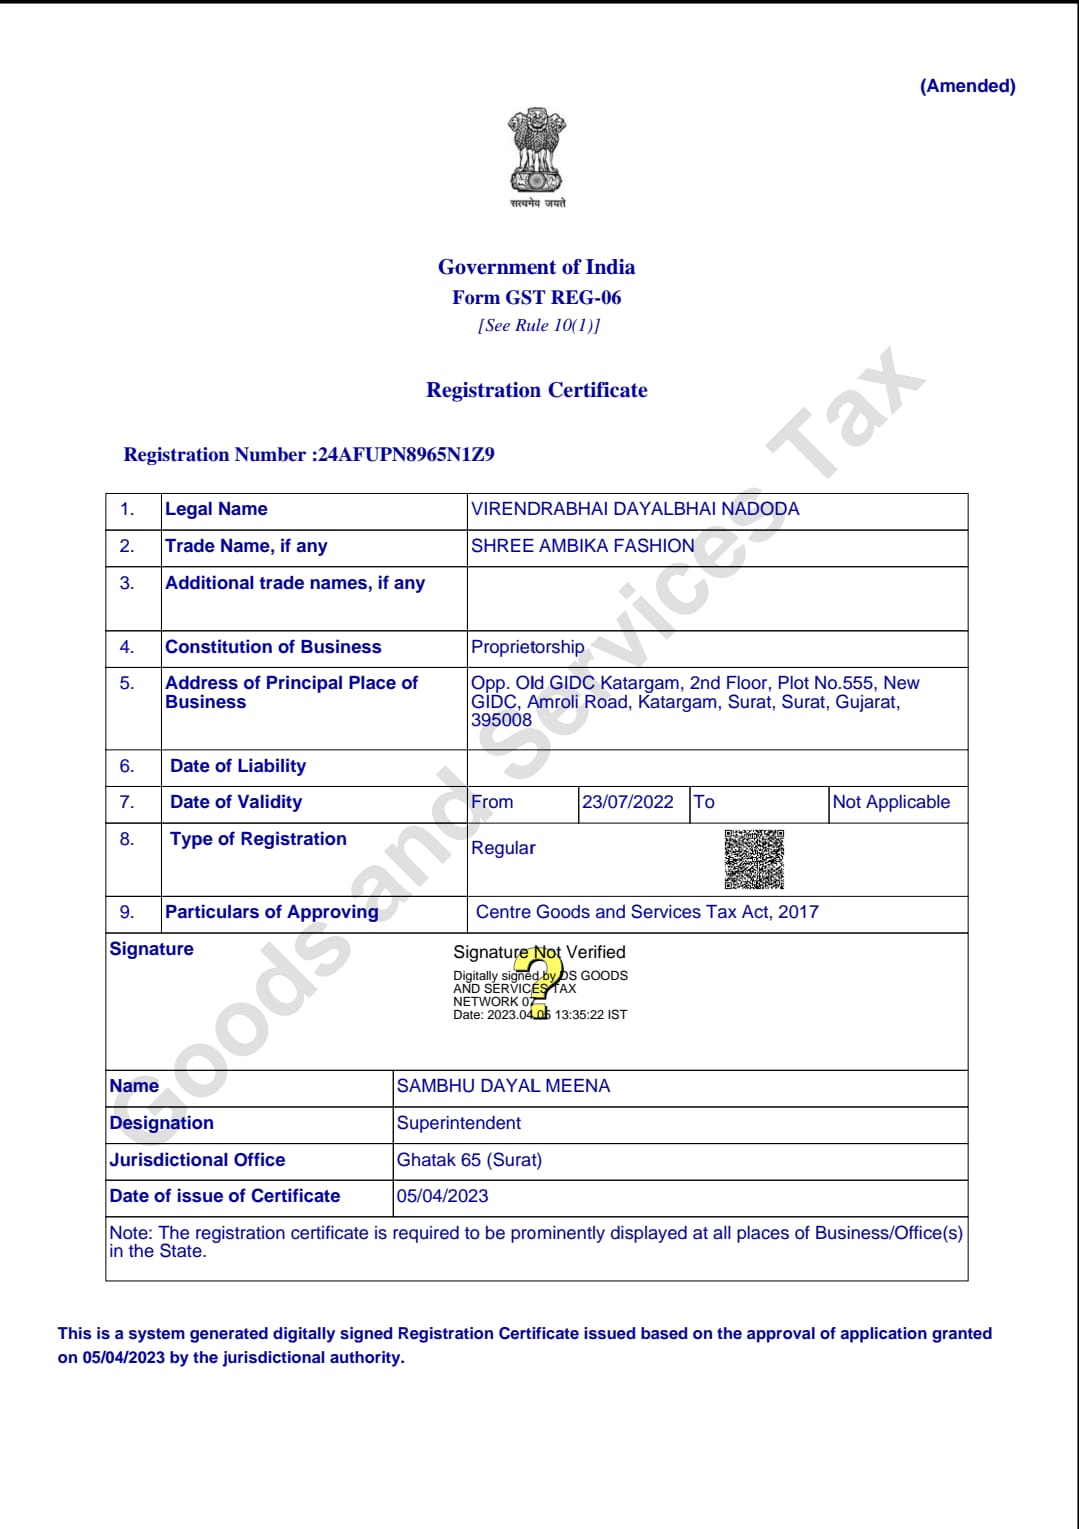 (Amended)
सत्यमेव जयते
Government of India
Form GST REG-06
[See Rule 10(1)]
Registration Certificate
Registration Number :24AFUPN8965N1Z9
1. Legal Name VIRENDRABHAI DAYALBHAI NADODA
2. Trade Name, if any SHREE AMBIKA FASHION
3. Additional trade names, if any
4. Constitution of Business Proprietorship
5. Address of Principal Place of Business Opp. Old GIDC Katargam, 2nd Floor, Plot No.555, New
GIDC, Amroli Road, Katargam, Surat, Surat, Gujarat,
395008
6. Date of Liability
7. Date of Validity From 23/07/2022 To Not Applicable
8. Type of Registration Regular
9. Particulars of Approving Centre Goods and Services Tax Act, 2017
Signature
Signature Not Verified
Digitally signed by DS GOODS
AND SERVICES TAX
NETWORK 07
Date: 2023.04.05 13:35:22 IST
Name SAMBHU DAYAL MEENA
Designation Superintendent
Jurisdictional Office Ghatak 65 (Surat)
Date of issue of Certificate 05/04/2023
Note: The registration certificate is required to be prominently displayed at all places of Business/Office(s)
in the State.
This is a system generated digitally signed Registration Certificate issued based on the approval of application granted
on 05/04/2023 by the jurisdictional authority.
Goods and Services Tax